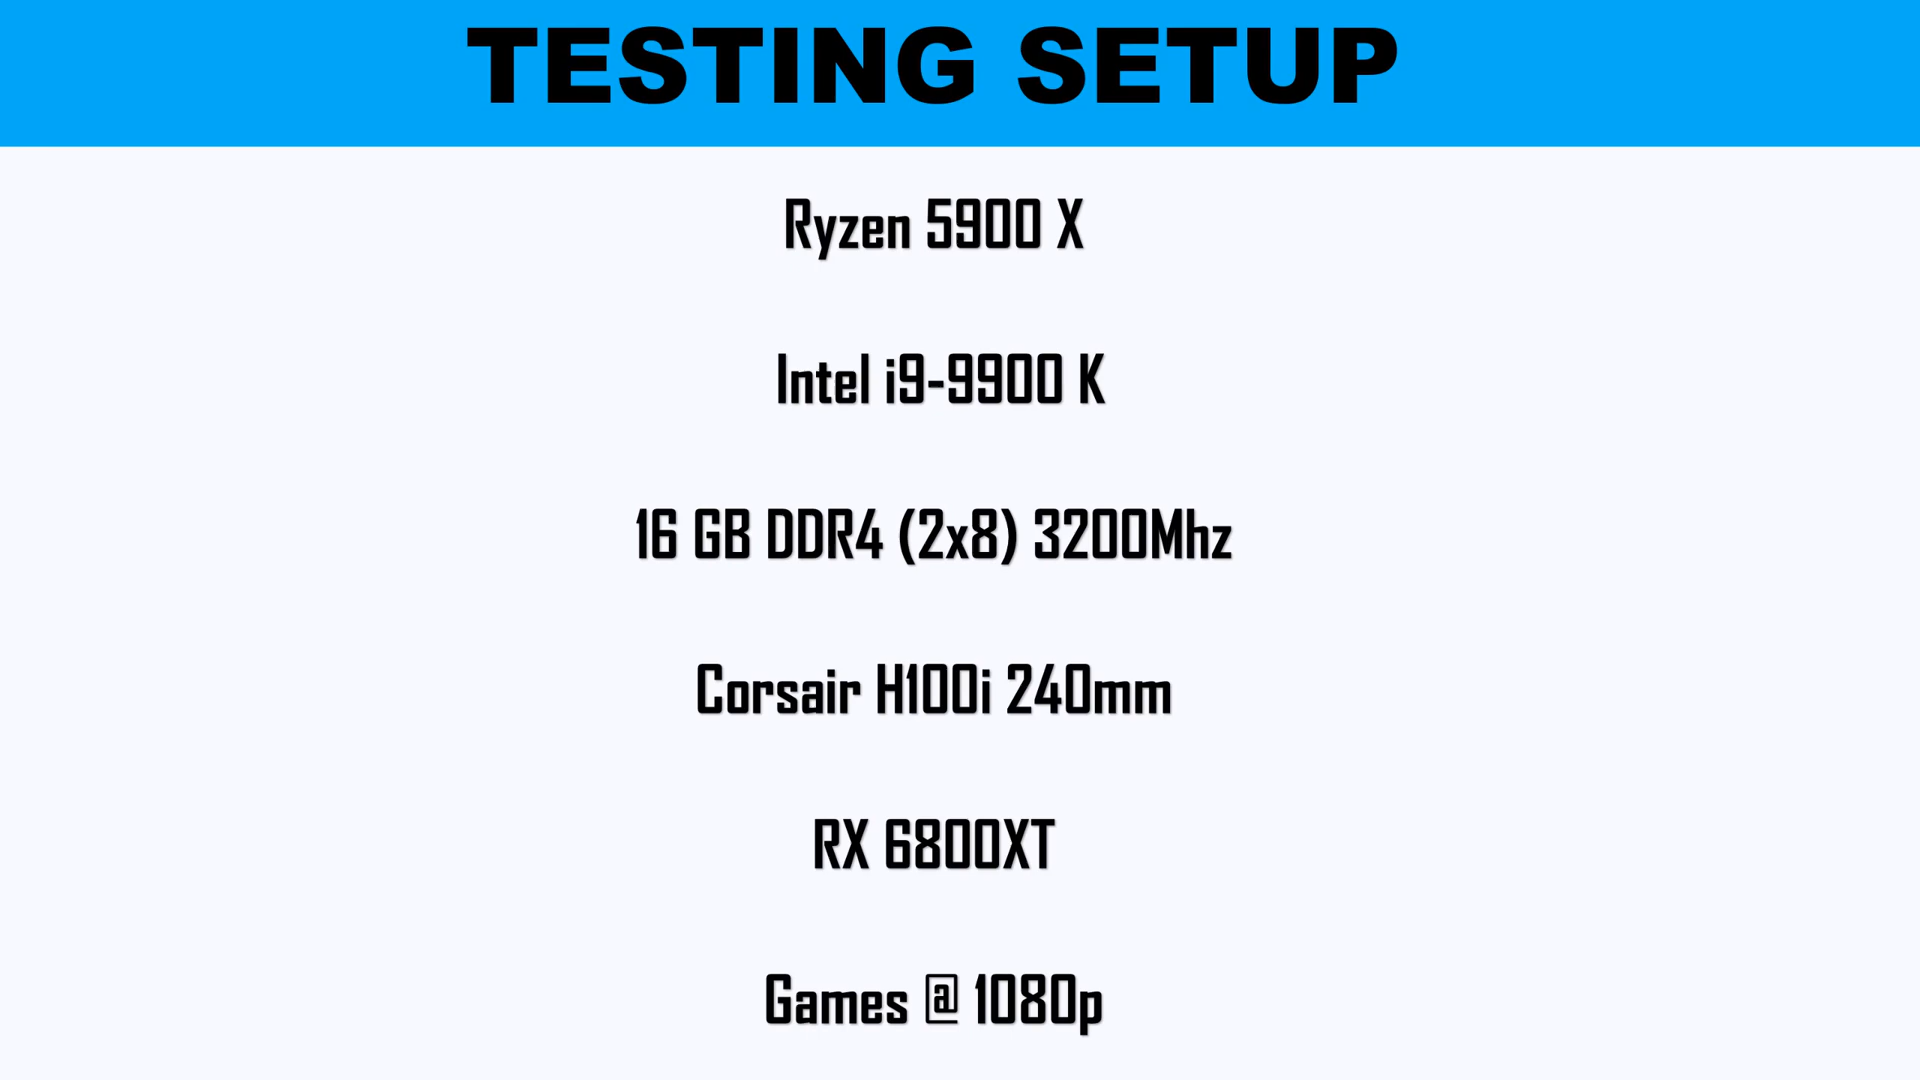 TESTING SETUP
Ryzen 5900 X
Intel i9-9900 K
16 GB DDR4 (2x8) 3200Mhz
Corsair H100i 240mm
RX 6800XT
Games @ 1080p